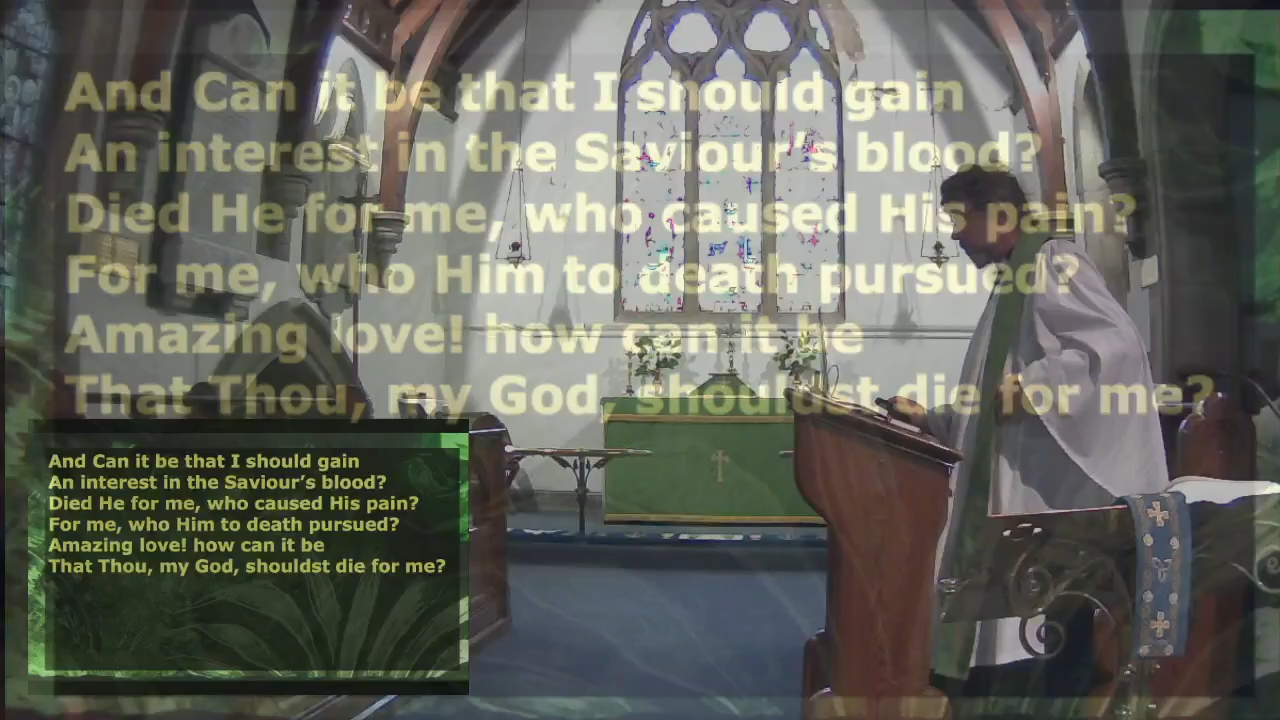 And Can it be that I should gain
An interest in the Saviour's blood?
Died He for me, who caused His pain?
For me, who Him to death pursued?
Amazing love! how can it be
That Thou, my God, shouldst die for me?
And Can it be that I should gain
An interest in the Saviour's blood?
Died He for me, who caused His pain?
For me, who Him to death pursued?
Amazing love! how can it be
That Thou, my God, shouldst die for me?